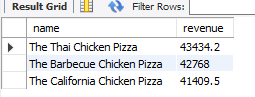 Result Grid Filter Rows:
name revenue
The Thai Chicken Pizza 43434.2
The Barbecue Chicken Pizza 42768
The California Chicken Pizza 41409.5